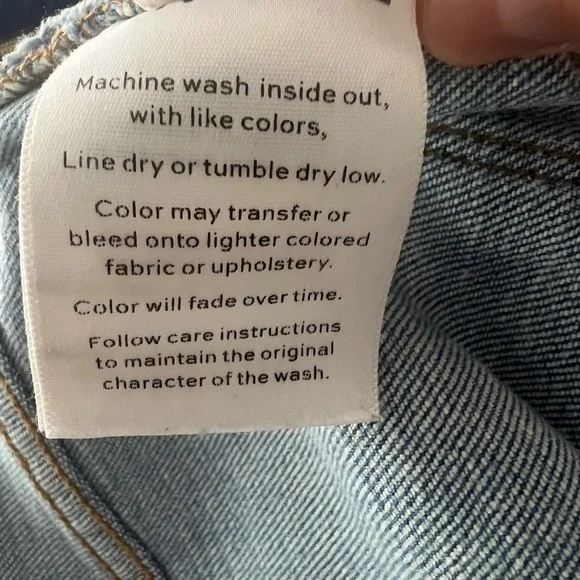 Machine wash inside out,
with like colors,
Line dry or tumble dry low.
Color may transfer or
bleed onto lighter colored
fabric or upholstery.
Color will fade over time.
Follow care instructions
to maintain the original
character of the wash.